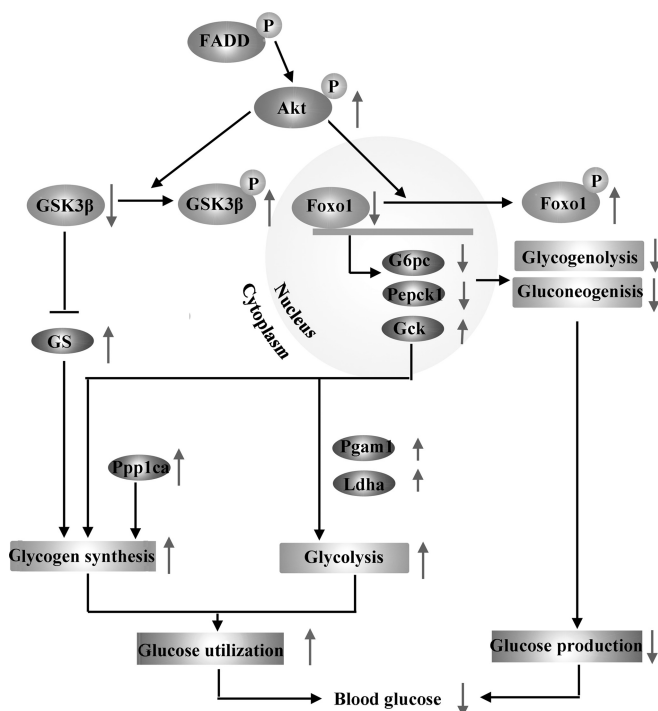 P
FADD
P
Akt
P
GSK3β
GSK3β
Foxo1
P
Foxo1
G6pc
Pepck1
Gck
Nucleus
Cytoplasm
Glycogenolysis
Gluconeogenisis
GS
Ppp1ca
Pgam1
Ldha
Glycogen synthesis
Glycolysis
Glucose utilization
Glucose production
Blood glucose